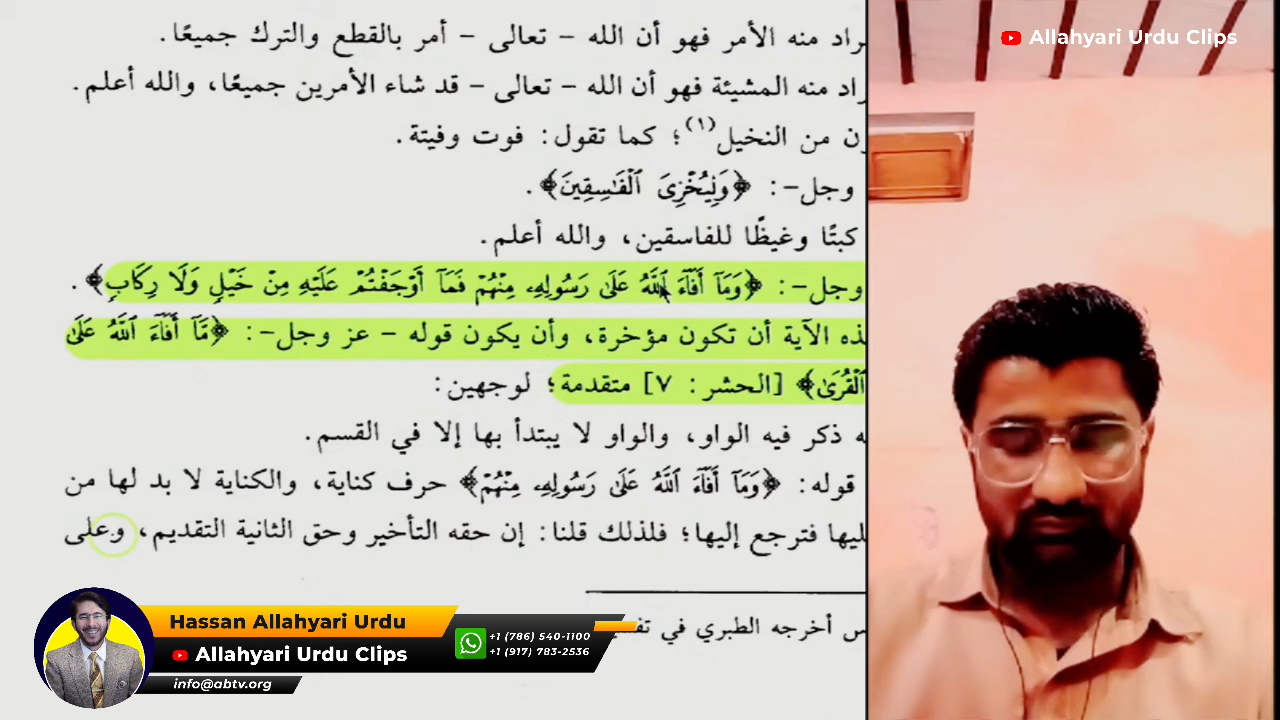 راد منه الأمر فهو أن الله – تعالى – أمر بالقطع والترك جميعًا.
اد منه المشيئة فهو أن الله – تعالى – قد شاء الأمرين جميعًا، والله أعلم.
ن من النخيل(١)؛ كما تقول: فوت وفيتة.
وجل–: ﴿وَلِيُخْزِىَ ٱلْفَـٰسِقِينَ﴾.
كبتًا وغيظًا للفاسقين، والله أعلم.
وجل–: ﴿وَمَآ أَفَآءَ ٱللَّهُ عَلَىٰ رَسُولِهِۦ مِنْهُمْ فَمَآ أَوْجَفْتُمْ عَلَيْهِ مِنْ خَيْلٍ وَلَا رِكَابٍ﴾.
ذه الآية أن تكون مؤخرة، وأن يكون قوله – عز وجل–: ﴿مَّآ أَفَآءَ ٱللَّهُ عَلَىٰ
ٱلْقُرَىٰ﴾ [الحشر: ٧] متقدمة؛ لوجهين:
ه ذكر فيه الواو، والواو لا يبتدأ بها إلا في القسم.
قوله: ﴿وَمَآ أَفَآءَ ٱللَّهُ عَلَىٰ رَسُولِهِۦ مِنْهُمْ﴾ حرف كناية، والكناية لا بد لها من
ليها فترجع إليها؛ فلذلك قلنا: إن حقه التأخير وحق الثانية التقديم، وعلى
س أخرجه الطبري في تف
Allahyari Urdu Clips
Hassan Allahyari Urdu
Allahyari Urdu Clips
info@abtv.org
+1 (786) 540-1100
+1 (917) 783-2536